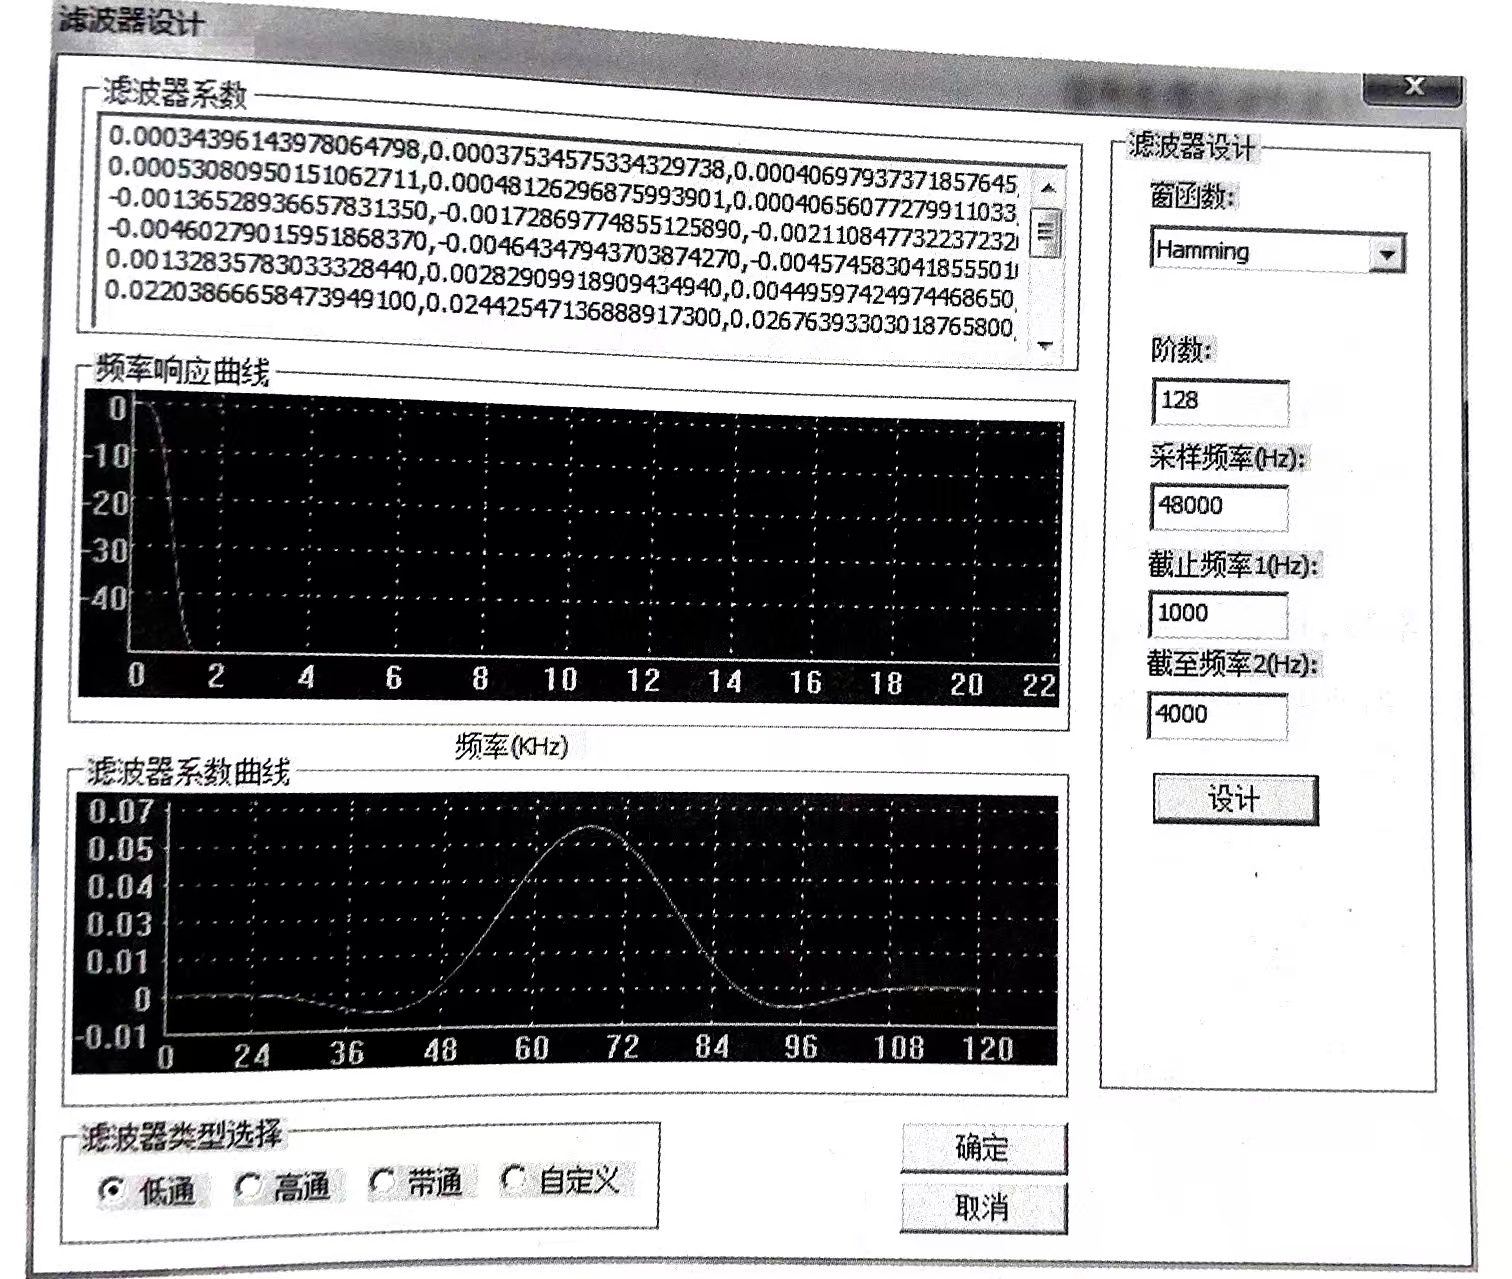 滤波器设计
X
滤波器系数
0.00034396143978064798,0.00037534575334329738,0.00040697937371857645,
0.00053080950151062711,0.00048126296875993901,0.00040656077279911033,
-0.00136528936657831350,-0.00172869774855125890,-0.0021108477322372321
-0.00460279015951868370,-0.00464347943703874270,-0.0045745830418555011
0.00132835783033328440,0.00282909918909434940,0.00449597424974468650,
0.02203866658473949100,0.02442547136888917300,0.02676393303018765800,
频率响应曲线
0
-10
-20
-30
-40
0 2 4 6 8 10 12 14 16 18 20 22
频率(KHz)
滤波器系数曲线
0.07
0.05
0.04
0.03
0.01
0
-0.01
0 24 36 48 60 72 84 96 108 120
滤波器类型选择
低通 高通 带通 自定义
确定
取消
滤波器设计
窗函数:
Hamming
阶数:
128
采样频率(Hz):
48000
截止频率1(Hz):
1000
截至频率2(Hz):
4000
设计